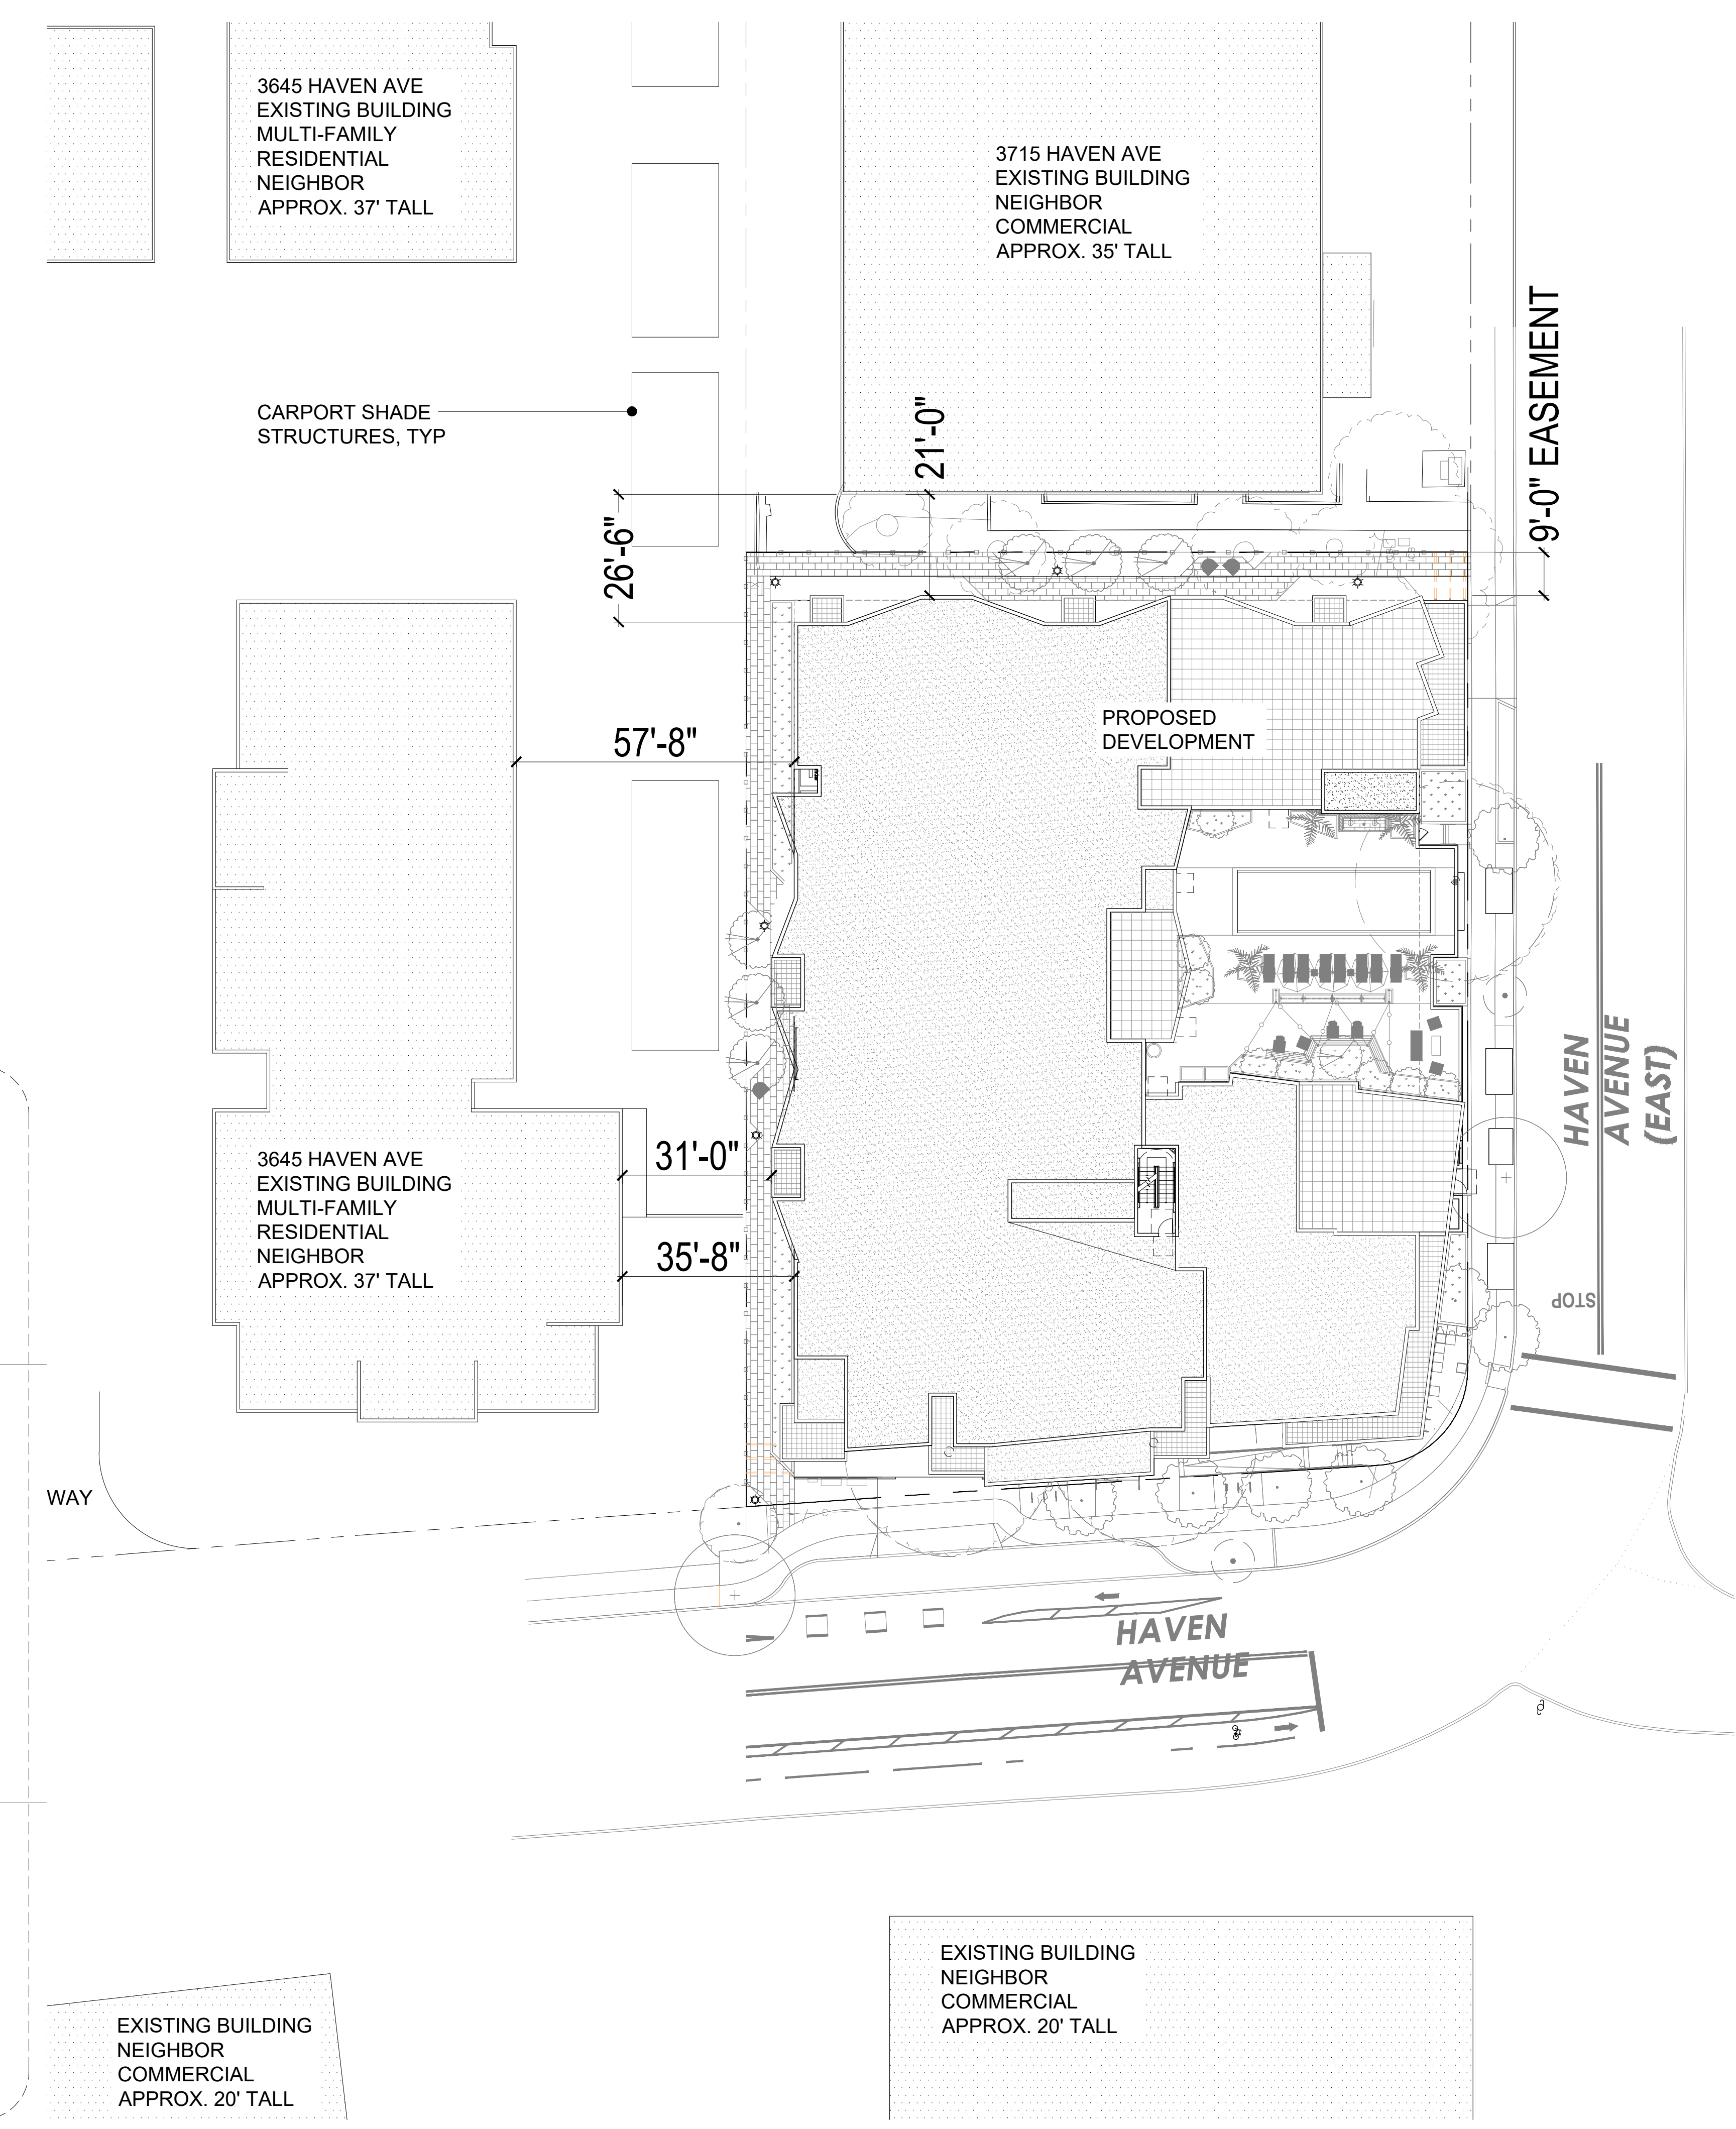 3645 HAVEN AVE
EXISTING BUILDING
MULTI-FAMILY
RESIDENTIAL
NEIGHBOR
APPROX. 37' TALL
3715 HAVEN AVE
EXISTING BUILDING
NEIGHBOR
COMMERCIAL
APPROX. 35' TALL
CARPORT SHADE
STRUCTURES, TYP
21'-0"
9'-0" EASEMENT
26'-6"
57'-8"
PROPOSED
DEVELOPMENT
31'-0"
35'-8"
3645 HAVEN AVE
EXISTING BUILDING
MULTI-FAMILY
RESIDENTIAL
NEIGHBOR
APPROX. 37' TALL
HAVEN
AVENUE
(EAST)
STOP
WAY
HAVEN
AVENUE
EXISTING BUILDING
NEIGHBOR
COMMERCIAL
APPROX. 20' TALL
EXISTING BUILDING
NEIGHBOR
COMMERCIAL
APPROX. 20' TALL